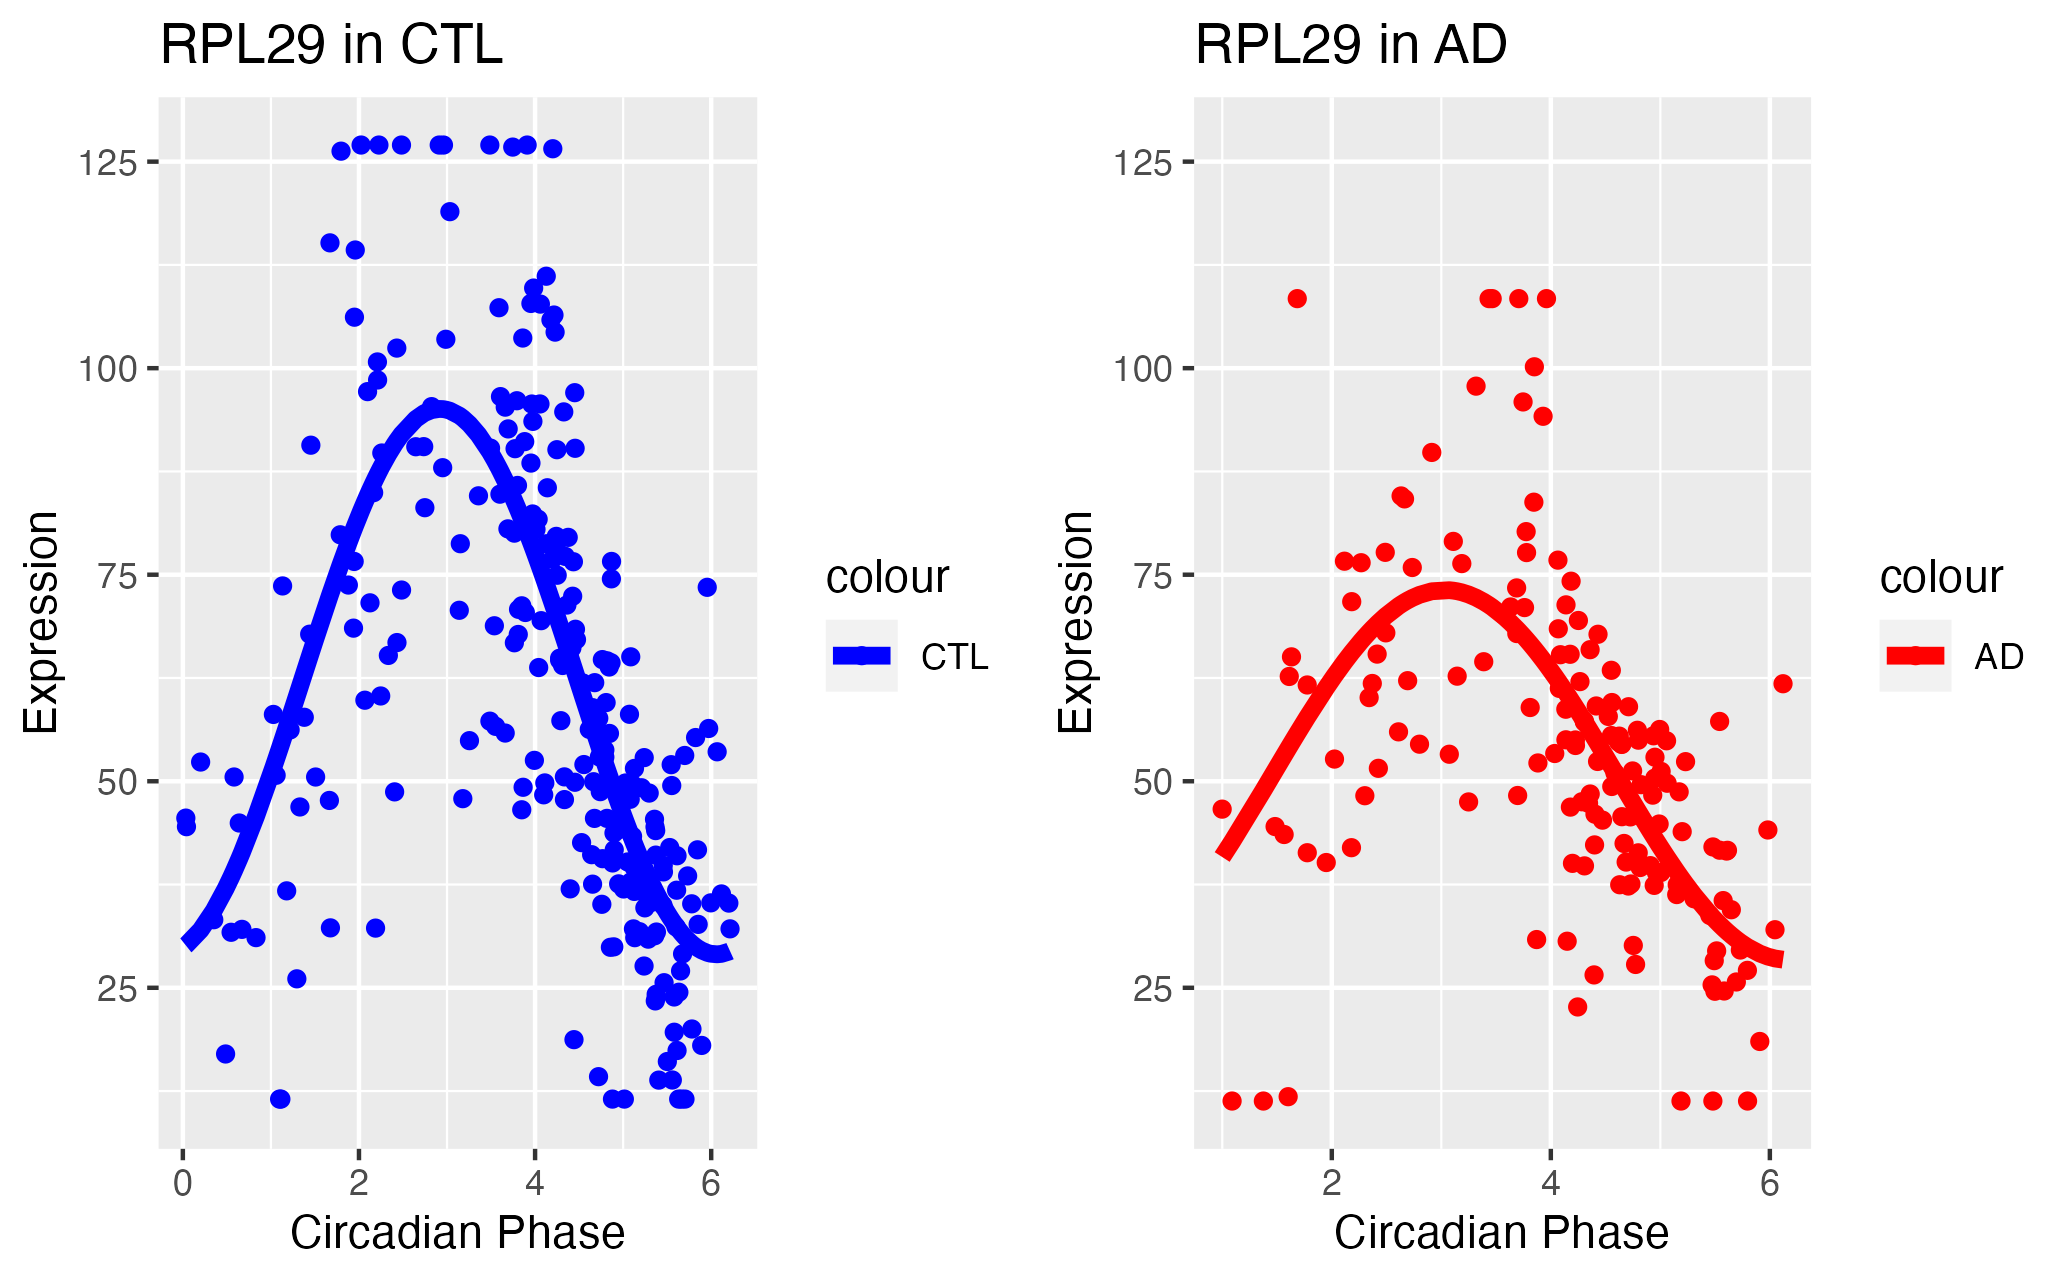 RPL29 in CTL
125
100
75
50
25
0 2 4 6
Expression
Circadian Phase
colour
CTL
RPL29 in AD
125
100
75
50
25
2 4 6
Expression
Circadian Phase
colour
AD